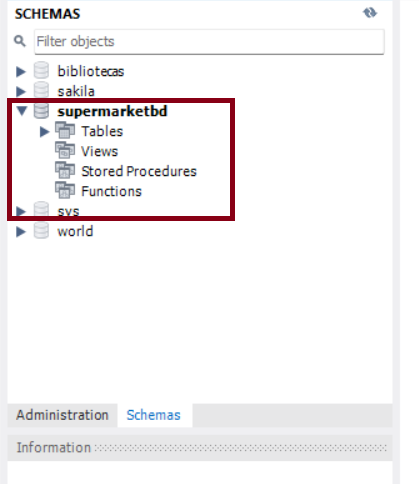 SCHEMAS
Filter objects
bibliotecas
sakila
supermarketbd
Tables
Views
Stored Procedures
Functions
sys
world
Administration Schemas
Information